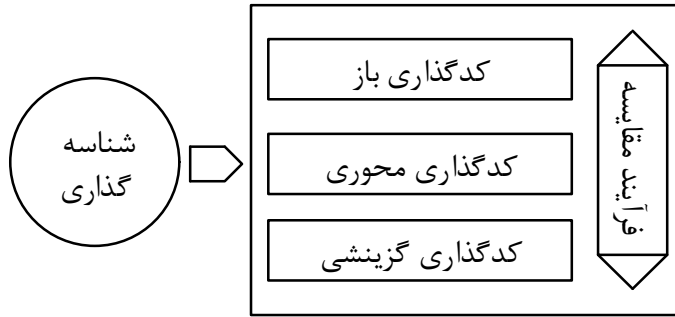 شناسه
گذاری
کدگذاری باز
کدگذاری محوری
کدگذاری گزینشی
فرآیند مقایسه